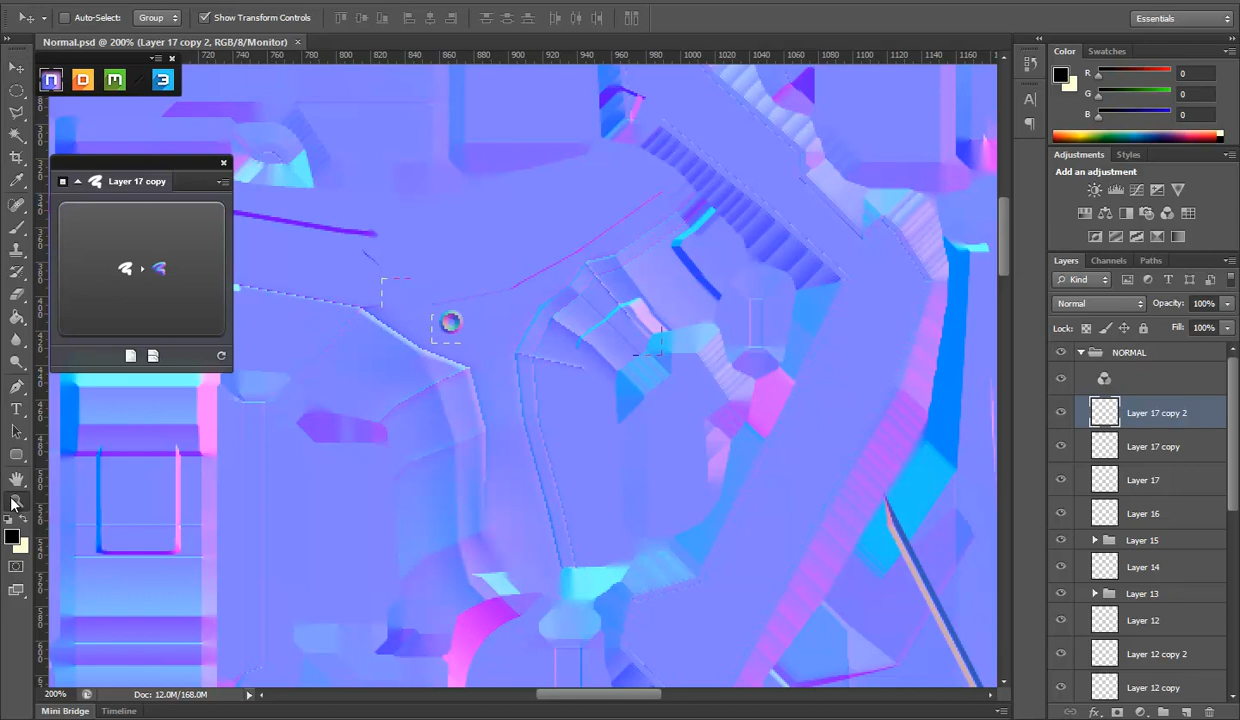 Auto-Select: Group Show Transform Controls Essentials
Normal.psd @ 200% (Layer 17 copy 2, RGB/8/Monitor) ×
720 780 800 820 840 860 880 900 920 940 960 980 1000 1020 1040 1060 1080 1100 1120 1140 1160
n D m 3
Layer 17 copy
200% Doc: 12.0M/168.0M
Mini Bridge Timeline
Color Swatches
R 0
G 0
B 0
Adjustments Styles
Add an adjustment
Layers Channels Paths
Kind
Normal Opacity: 100%
Lock: Fill: 100%
NORMAL
Layer 17 copy 2
Layer 17 copy
Layer 17
Layer 16
Layer 15
Layer 14
Layer 13
Layer 12
Layer 12 copy 2
Layer 12 copy